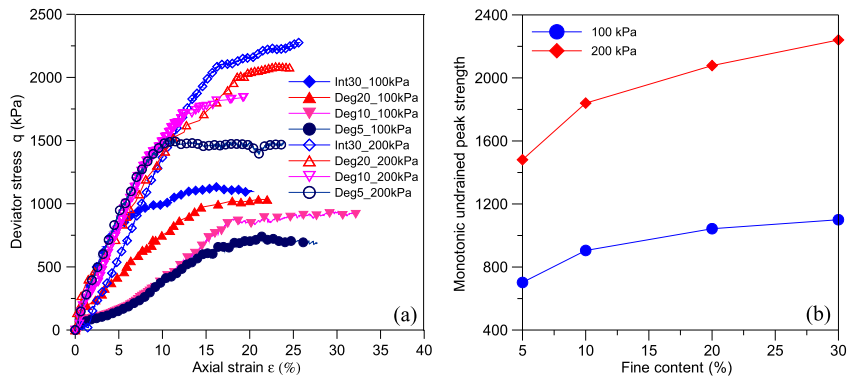 2500
2000
1500
1000
500
0
0 5 10 15 20 25 30 35 40
Deviator stress q (kPa)
Axial strain ε (%)
Int30_100kPa
Deg20_100kPa
Deg10_100kPa
Deg5_100kPa
Int30_200kPa
Deg20_200kPa
Deg10_200kPa
Deg5_200kPa
(a)
2400
2000
1600
1200
800
400
5 10 15 20 25 30
Monotonic undrained peak strength
Fine content (%)
100 kPa
200 kPa
(b)